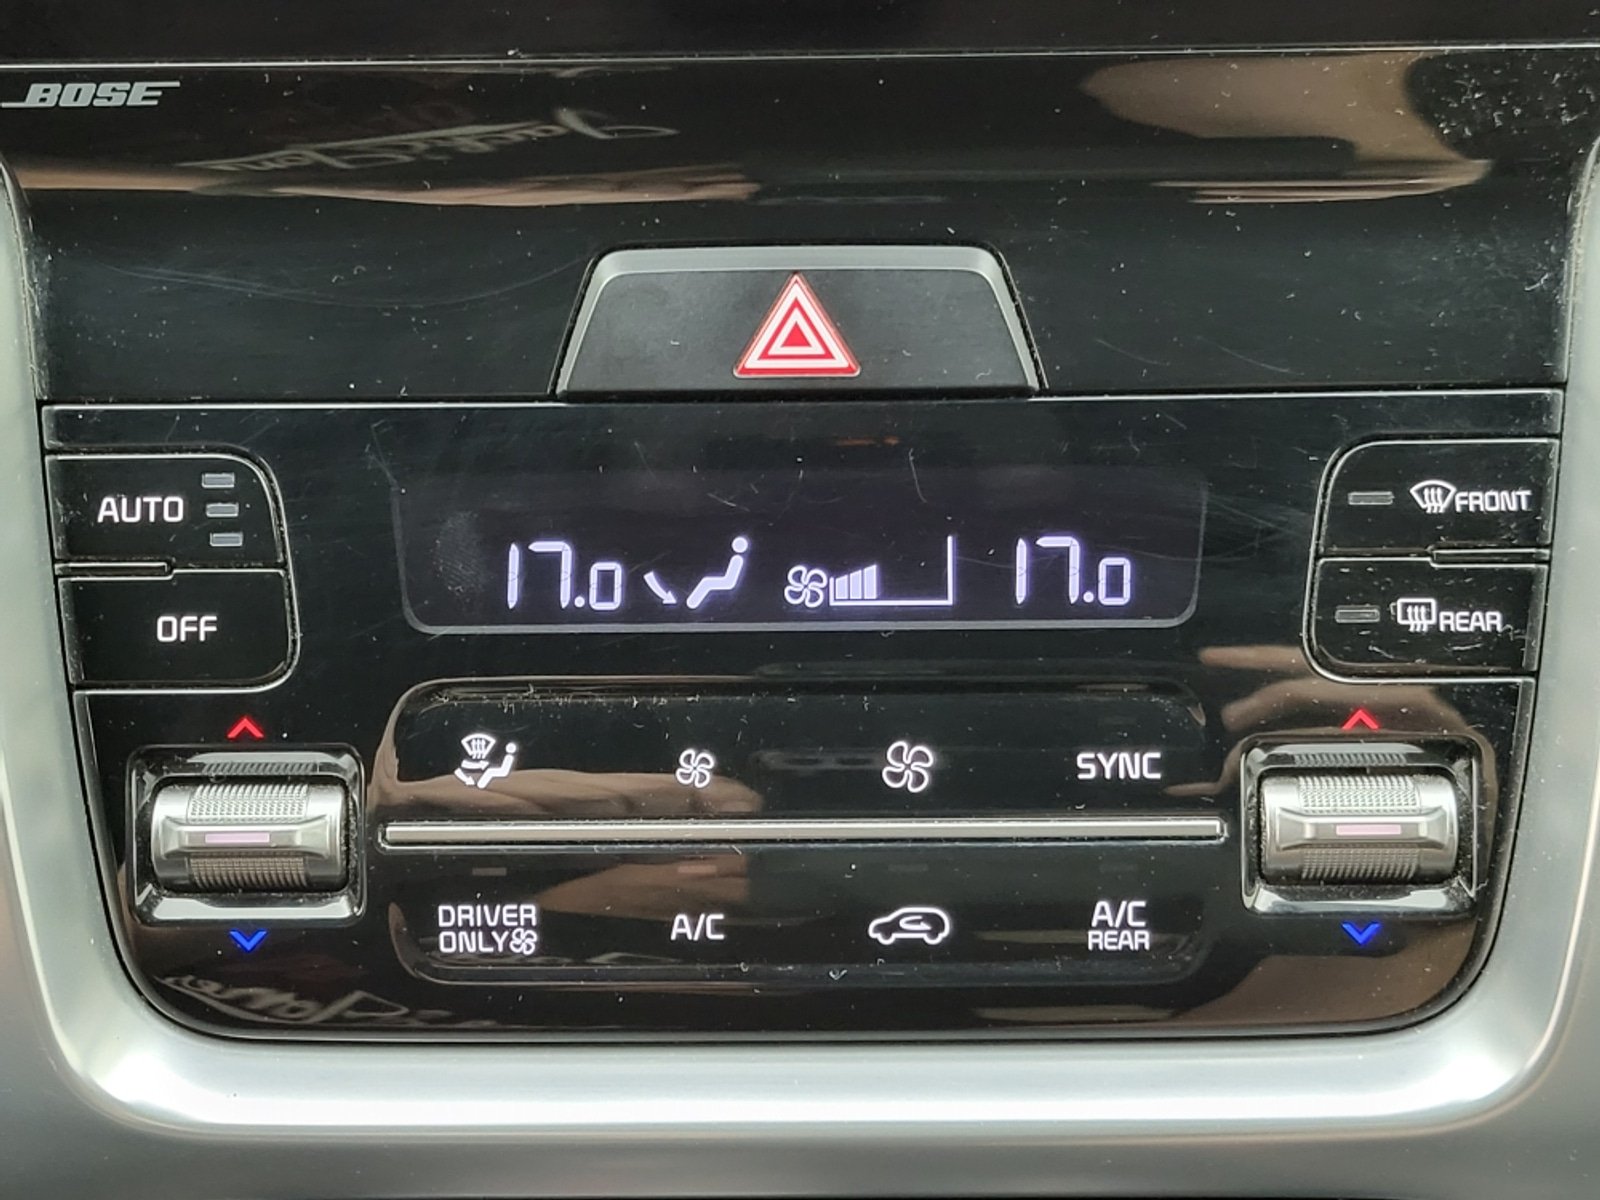 BOSE
AUTO
OFF
17.0
17.0
FRONT
REAR
SYNC
DRIVER
ONLY
A/C
A/C
REAR